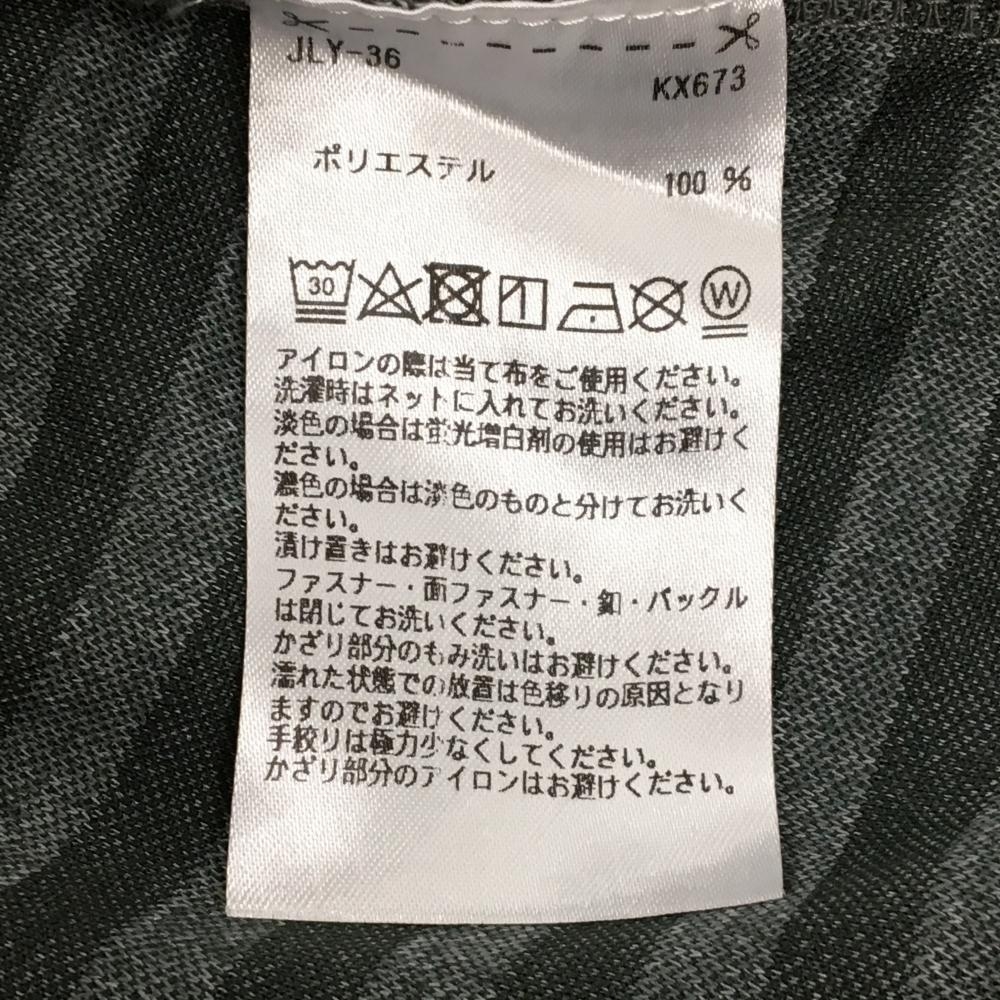 JLY-36
KX673
ポリエステル 100 %
30 W
アイロンの際は当て布をご使用ください。
洗濯時はネットに入れてお洗いください。
淡色の場合は蛍光増白剤の使用はお避けく
ださい。
濃色の場合は淡色のものと分けてお洗いく
ださい。
漬け置きはお避けください。
ファスナー・面ファスナー・釦・バックル
は閉じてお洗いください。
かざり部分のもみ洗いはお避けください。
濡れた状態での放置は色移りの原因となり
ますのでお避けください。
手絞りは極力少なくしてください。
かざり部分のアイロンはお避けください。